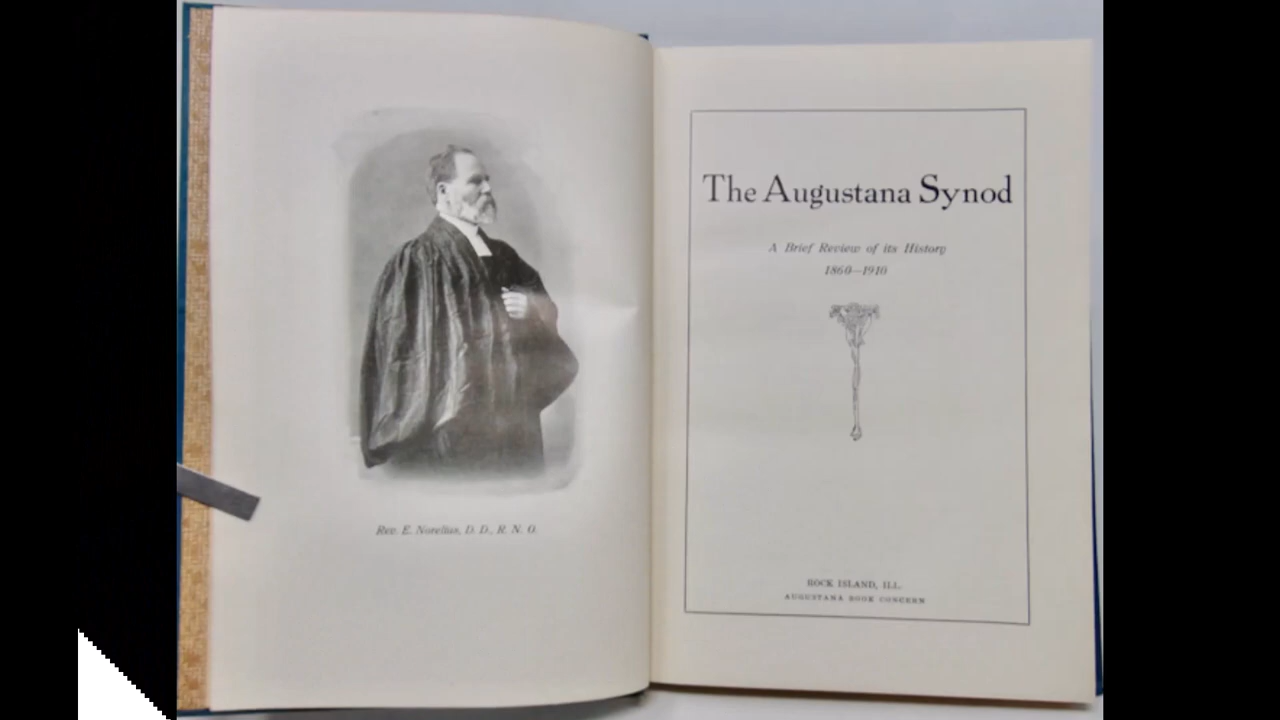 Rev. E. Norelius, D. D., R. N. O.
The Augustana Synod
A Brief Review of its History
1860—1910
ROCK ISLAND, ILL.
AUGUSTANA BOOK CONCERN